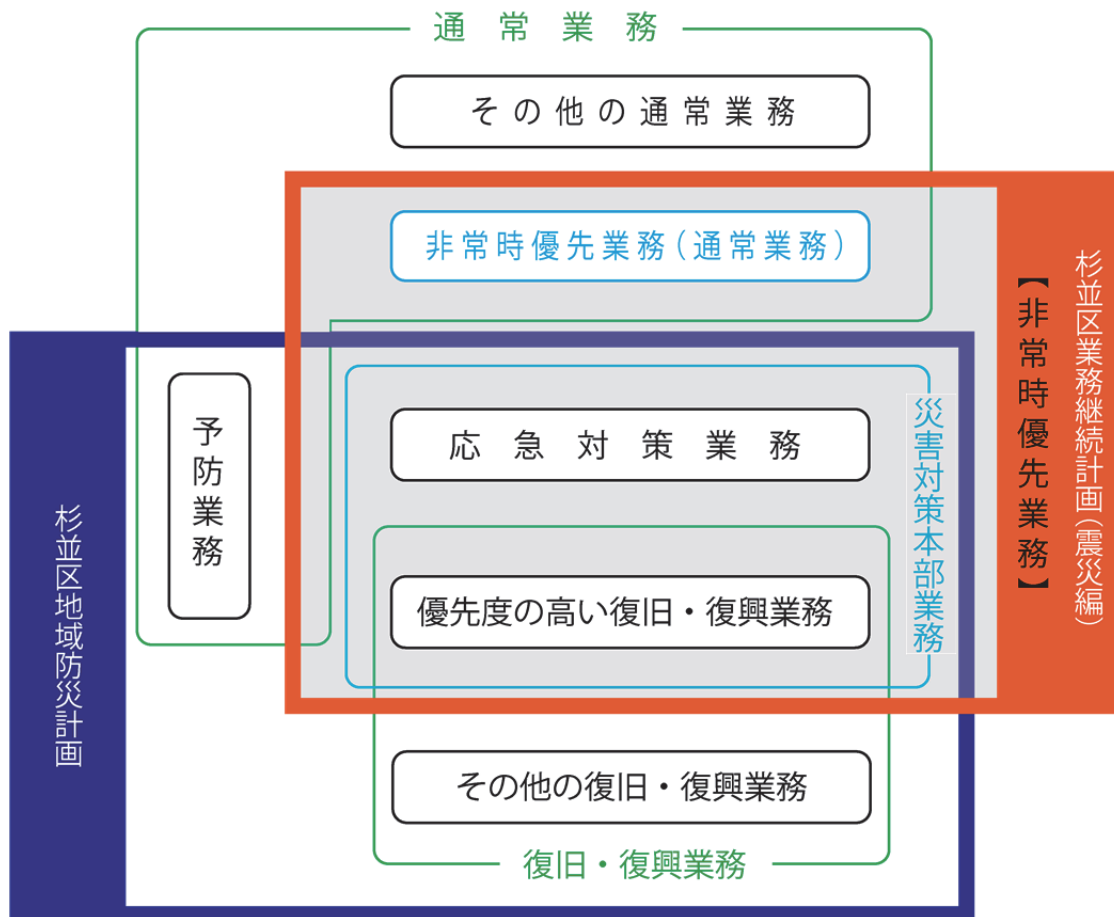 通常業務
その他の通常業務
非常時優先業務（通常業務）
杉並区業務継続計画（震災編）
【非常時優先業務】
災害対策本部業務
応急対策業務
予防業務
優先度の高い復旧・復興業務
杉並区地域防災計画
その他の復旧・復興業務
復旧・復興業務